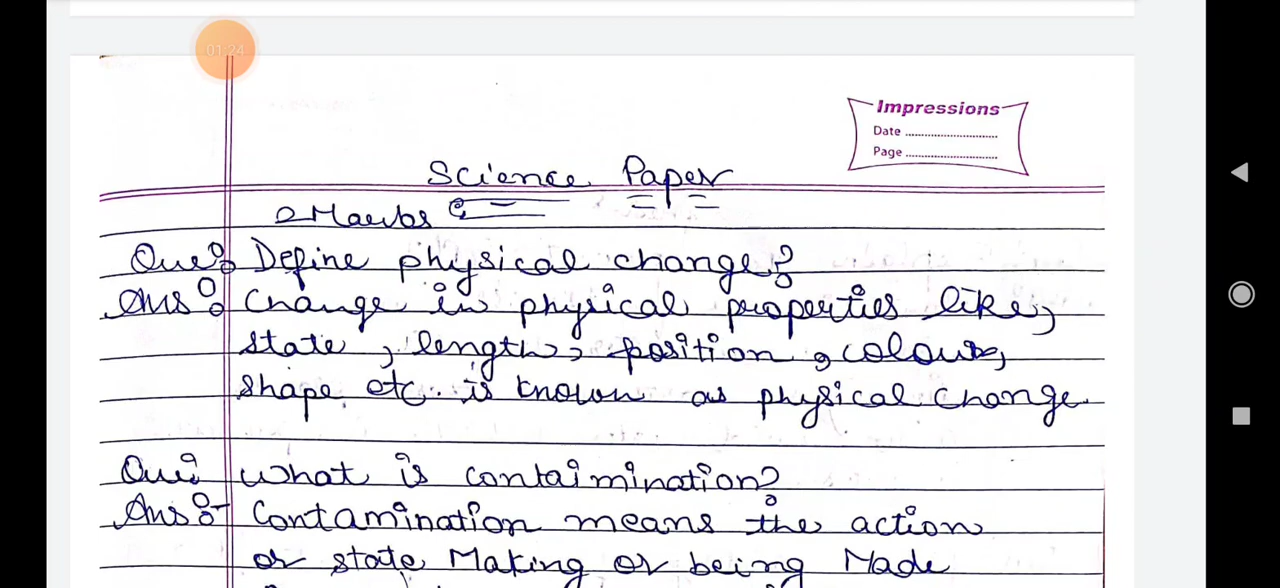 01:24
Impressions
Date
Page
Science Paper
2 Marks
Que: Define physical change?
Ans: Change in physical properties like,
state, length, position, colour,
shape etc. is known as physical change.
Que: what is contaimination?
Ans:- Contamination means the action
or state Making or being Made